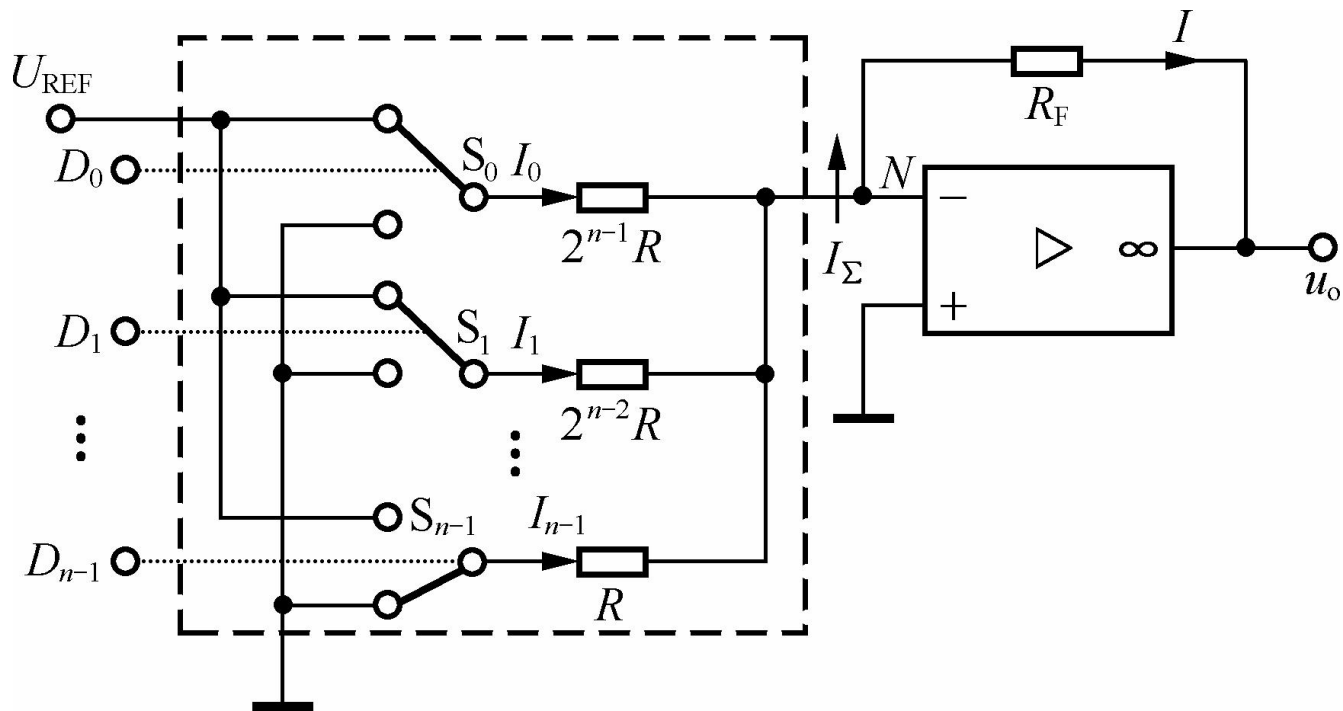 U_REF
D_0
S_0
I_0
2^{n-1}R
D_1
S_1
I_1
2^{n-2}R
D_{n-1}
S_{n-1}
I_{n-1}
R
I_Σ
N
R_F
I
−
+
▷ ∞
u_o